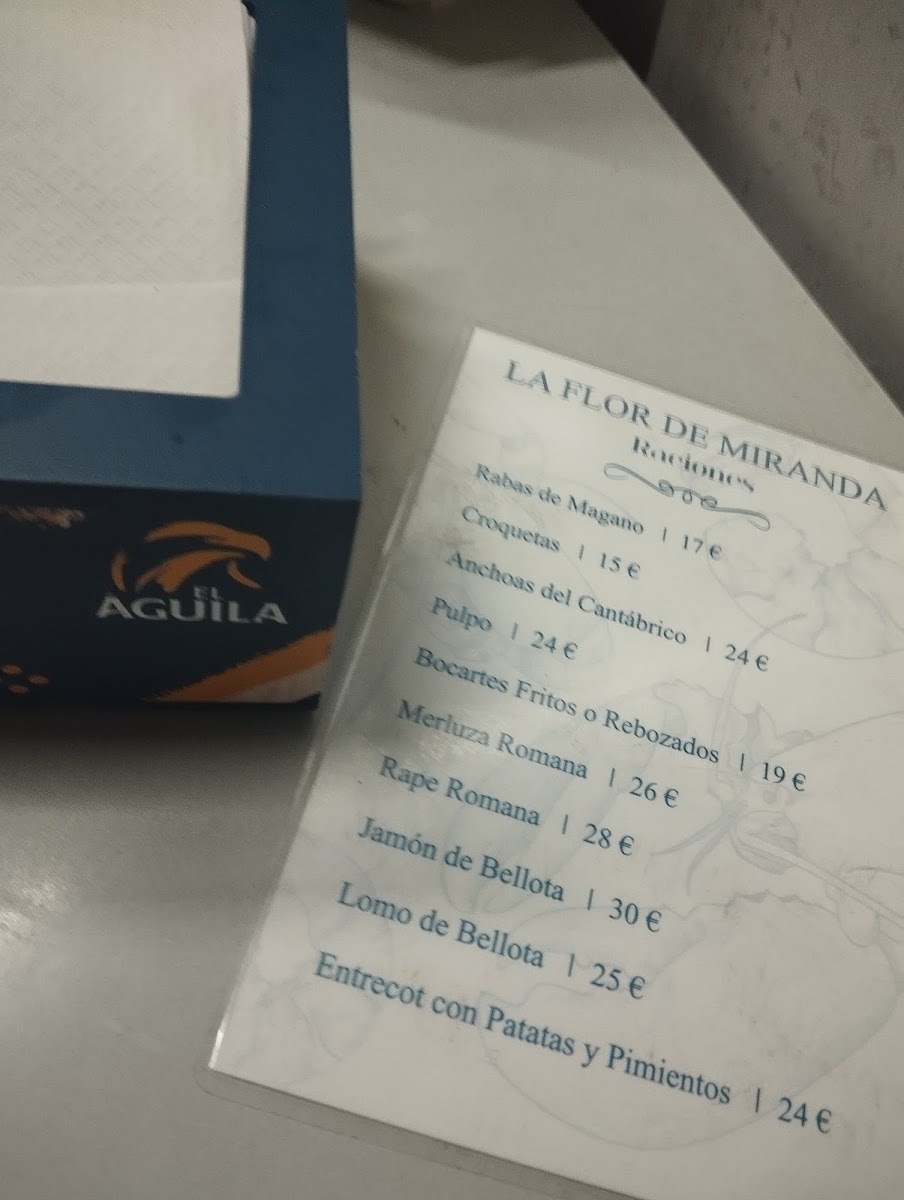 EL
AGUILA
LA FLOR DE MIRANDA
Raciones
Rabas de Magano | 17 €
Croquetas | 15 €
Anchoas del Cantábrico | 24 €
Pulpo | 24 €
Bocartes Fritos o Rebozados | 19 €
Merluza Romana | 26 €
Rape Romana | 28 €
Jamón de Bellota | 30 €
Lomo de Bellota | 25 €
Entrecot con Patatas y Pimientos | 24 €